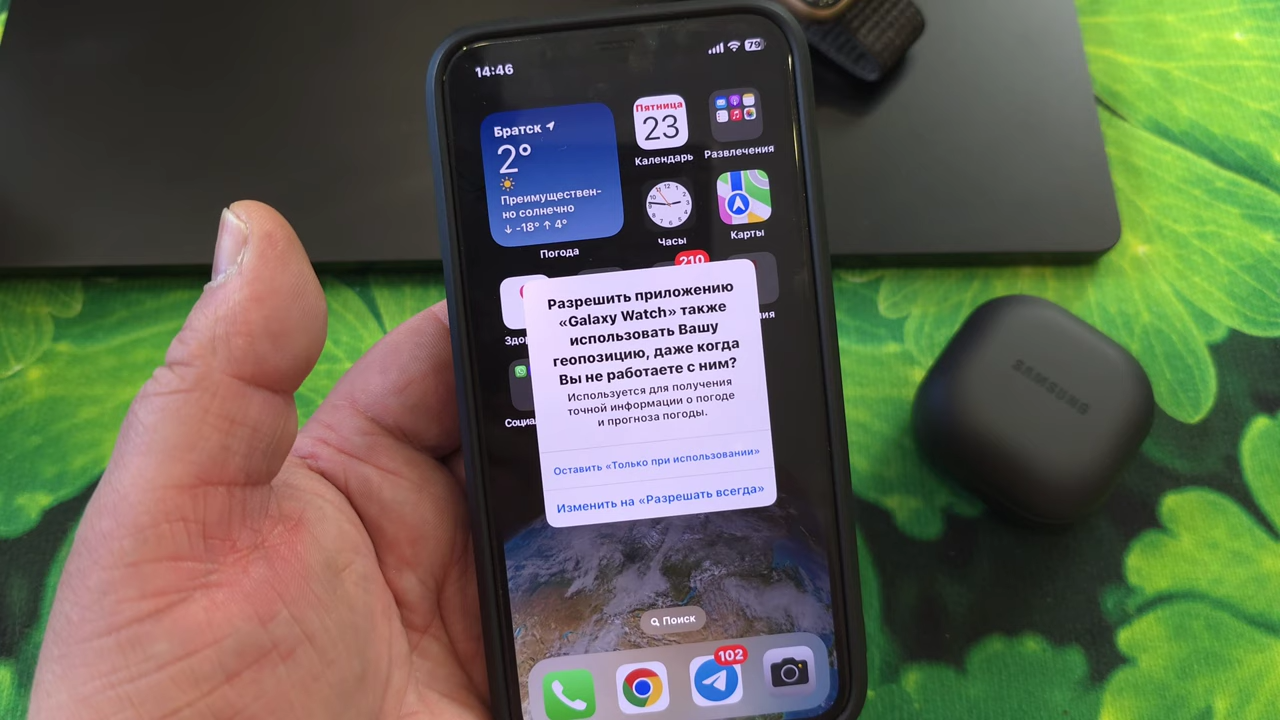 14:46
79
Братск
2°
Преимуществен-
но солнечно
↓ -18° ↑ 4°
Погода
Пятница
23
Календарь
Развлечения
Часы
Карты
210
Разрешить приложению
«Galaxy Watch» также
использовать Вашу
геопозицию, даже когда
Вы не работаете с ним?
Используется для получения
точной информации о погоде
и прогноза погоды.
Оставить «Только при использовании»
Изменить на «Разрешать всегда»
Поиск
102
SAMSUNG